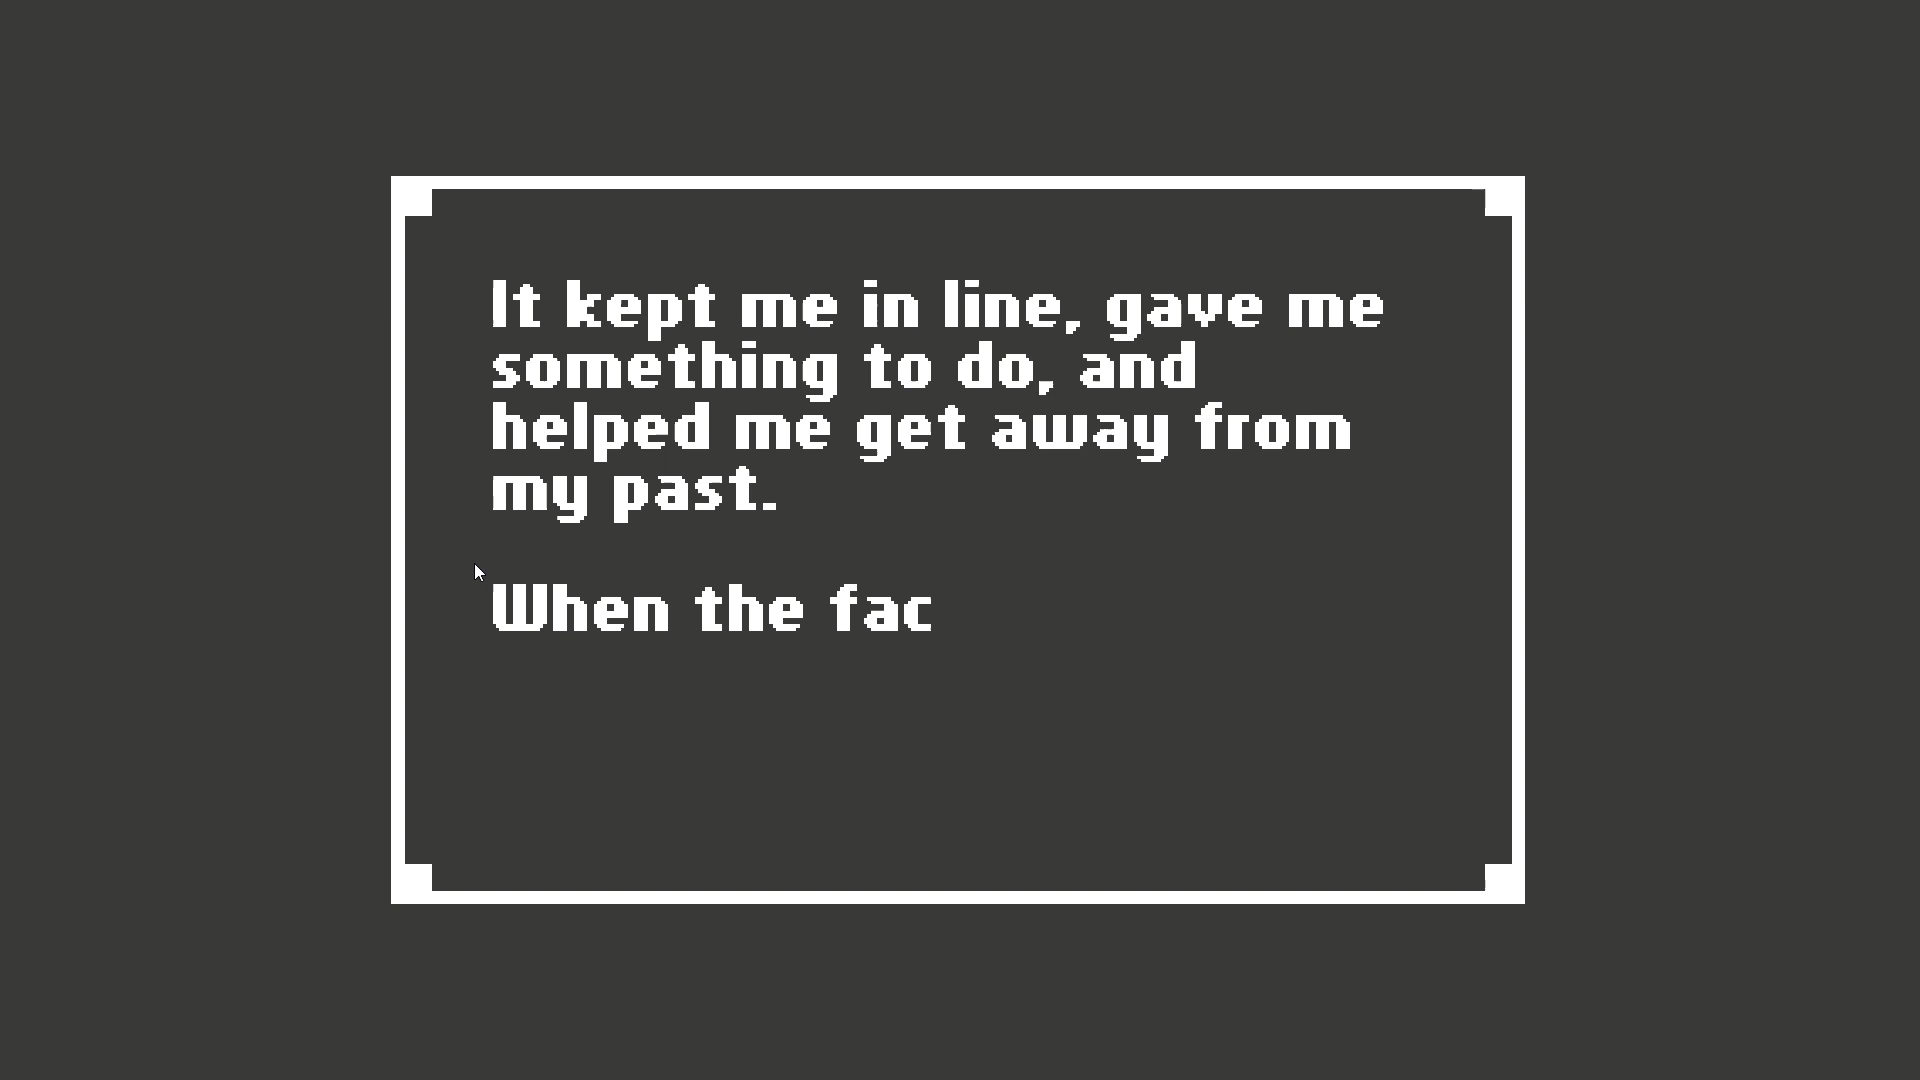 It kept me in line, gave me
something to do, and
helped me get away from
my past.
When the fac